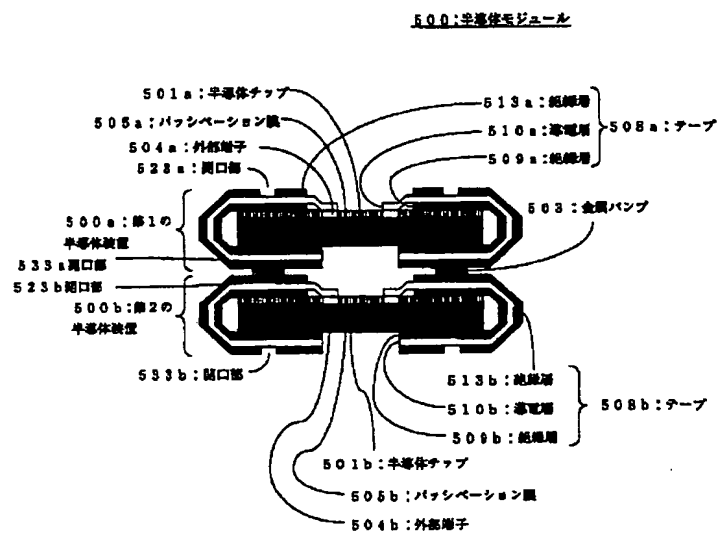 500:半導体モジュール
501a:半導体チップ
505a:パッシベーション膜
504a:外部端子
523a:開口部
500a:第1の
半導体装置
533a開口部
523b開口部
500b:第2の
半導体装置
533b:開口部
513a:絶縁層
510a:導電層
509a:絶縁層
508a:テープ
503:金属バンプ
513b:絶縁層
510b:導電層
509b:絶縁層
508b:テープ
501b:半導体チップ
505b:パッシベーション膜
504b:外部端子